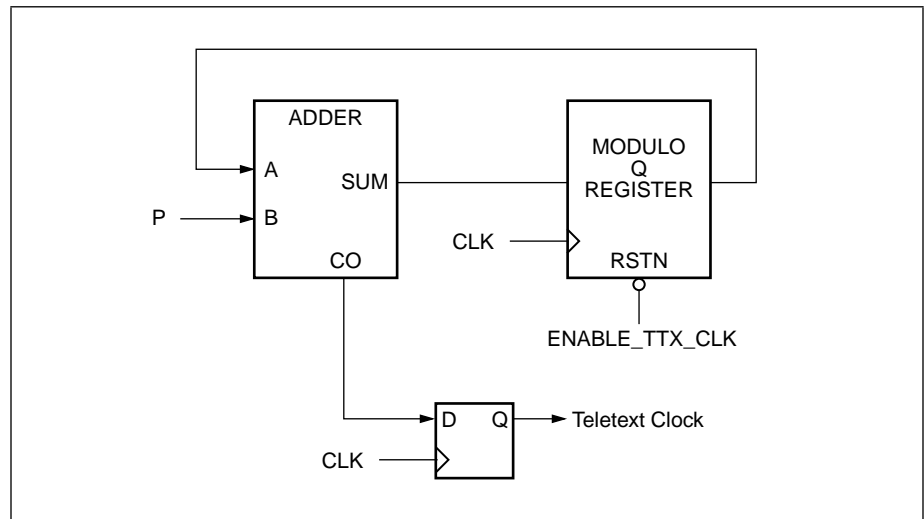 ADDER
A
SUM
P
B
CO
MODULO
Q
REGISTER
CLK
RSTN
ENABLE_TTX_CLK
D
Q
Teletext Clock
CLK